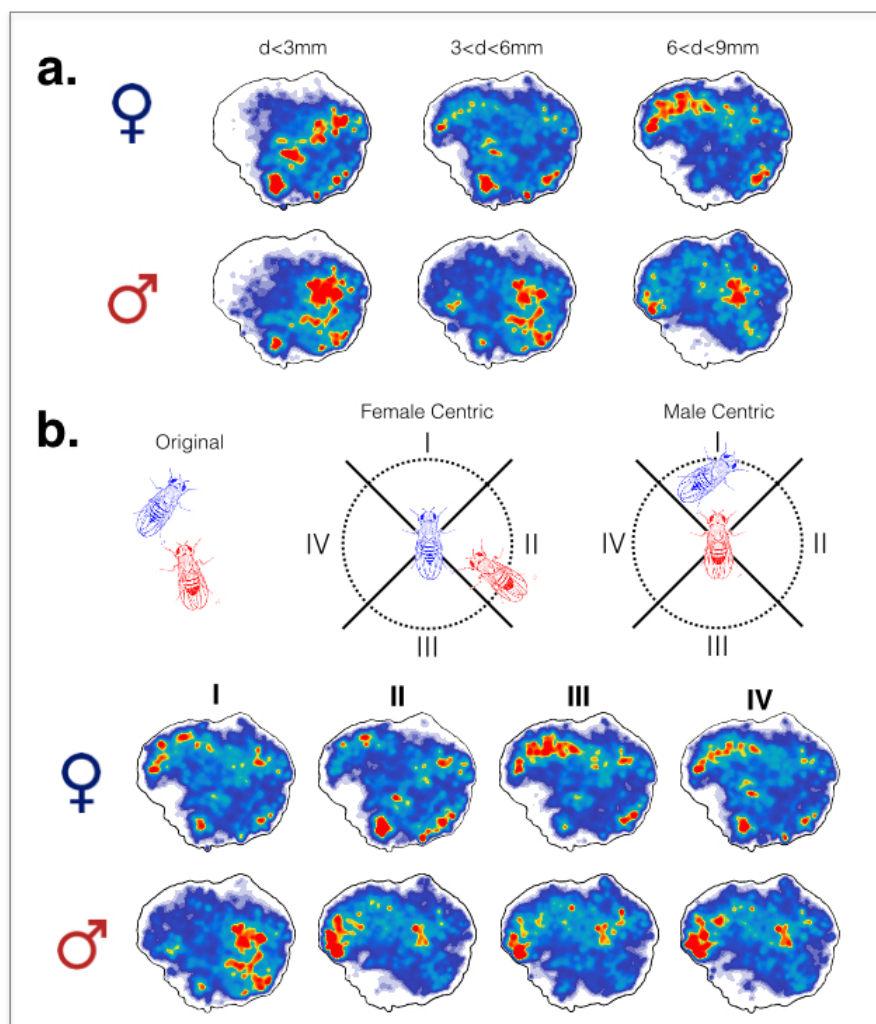 a.
d<3mm 3<d<6mm 6<d<9mm
♀
♂
b.
Original
Female Centric
I
IV II
III
Male Centric
I
IV II
III
I II III IV
♀
♂